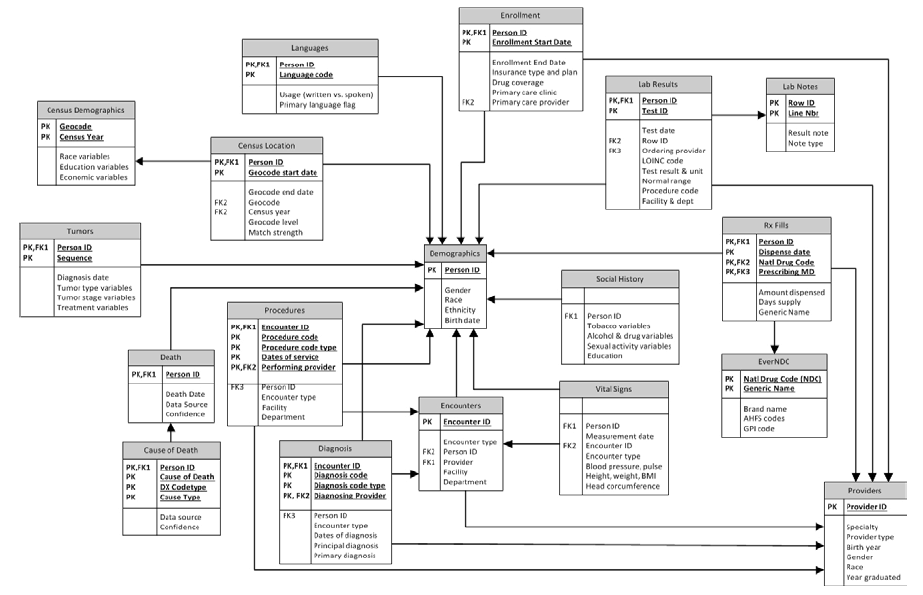 Enrollment
PK,FK1 Person ID
PK Enrollment Start Date
Enrollment End Date
Insurance type and plan
Drug coverage
Primary care clinic
FK2 Primary care provider
Languages
PK,FK1 Person ID
PK Language code
Usage (written vs. spoken)
Primary language flag
Lab Results
PK,FK1 Person ID
PK Test ID
Test date
FK2 Row ID
FK3 Ordering provider
LOINC code
Test result & unit
Normal range
Procedure code
Facility & dept
Lab Notes
PK Row ID
PK Line Nbr
Result note
Note type
Census Demographics
PK Geocode
PK Census Year
Race variables
Education variables
Economic variables
Census Location
PK,FK1 Person ID
PK Geocode start date
Geocode end date
FK2 Geocode
FK2 Census year
Geocode level
Match strength
Tumors
PK,FK1 Person ID
PK Sequence
Diagnosis date
Tumor type variables
Tumor stage variables
Treatment variables
Demographics
PK Person ID
Gender
Race
Ethnicity
Birth date
Rx Fills
PK,FK1 Person ID
PK Dispense date
PK,FK2 Natl Drug Code
PK,FK3 Prescribing MD
Amount dispensed
Days supply
Generic Name
Social History
FK1 Person ID
Tobacco variables
Alcohol & drug variables
Sexual activity variables
Education
Procedures
PK,FK1 Encounter ID
PK Procedure code
PK Procedure code type
PK Dates of service
PK,FK2 Performing provider
FK3 Person ID
Encounter type
Facility
Department
Death
PK,FK1 Person ID
Death Date
Data Source
Confidence
EverNDC
PK Natl Drug Code (NDC)
PK Generic Name
Brand name
AHFS codes
GPI code
Vital Signs
FK1 Person ID
Measurement date
FK2 Encounter ID
Encounter type
Blood pressure, pulse
Height, weight, BMI
Head corcumference
Encounters
PK Encounter ID
Encounter type
FK2 Person ID
FK1 Provider
Facility
Department
Cause of Death
PK,FK1 Person ID
PK Cause of Death
PK DX Codetype
PK Cause Type
Data source
Confidence
Diagnosis
PK,FK1 Encounter ID
PK Diagnosis code
PK Diagnosis code type
PK, FK2 Diagnosing Provider
FK3 Person ID
Encounter type
Dates of diagnosis
Principal diagnosis
Primary diagnosis
Providers
PK Provider ID
Specialty
Provider type
Birth year
Gender
Race
Year graduated